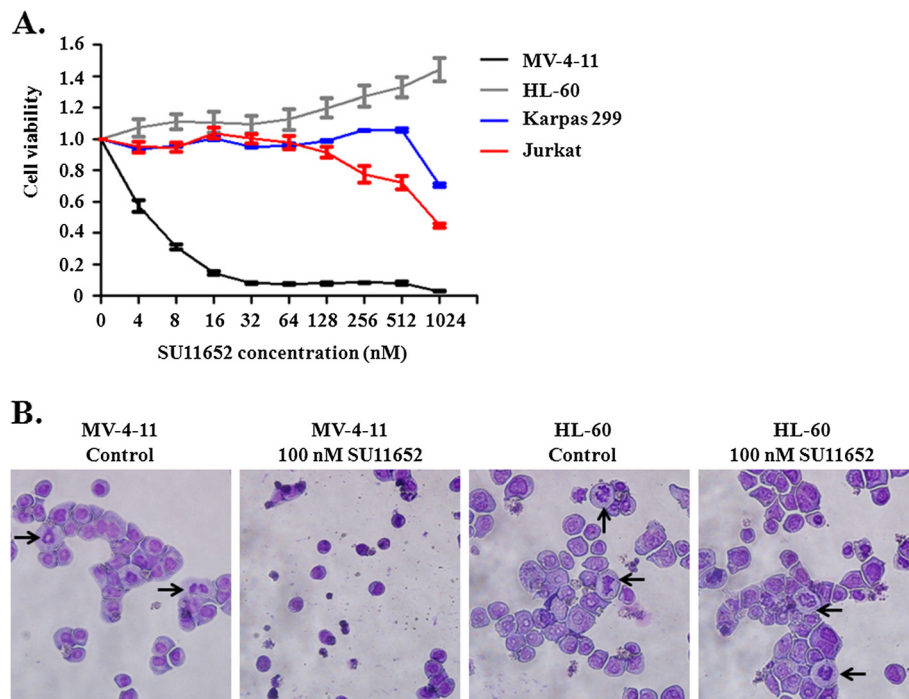 A.
1.6
1.4
1.2
1.0
0.8
0.6
0.4
0.2
0
Cell viability
0 4 8 16 32 64 128 256 512 1024
SU11652 concentration (nM)
MV-4-11
HL-60
Karpas 299
Jurkat
B.
MV-4-11
Control
MV-4-11
100 nM SU11652
HL-60
Control
HL-60
100 nM SU11652